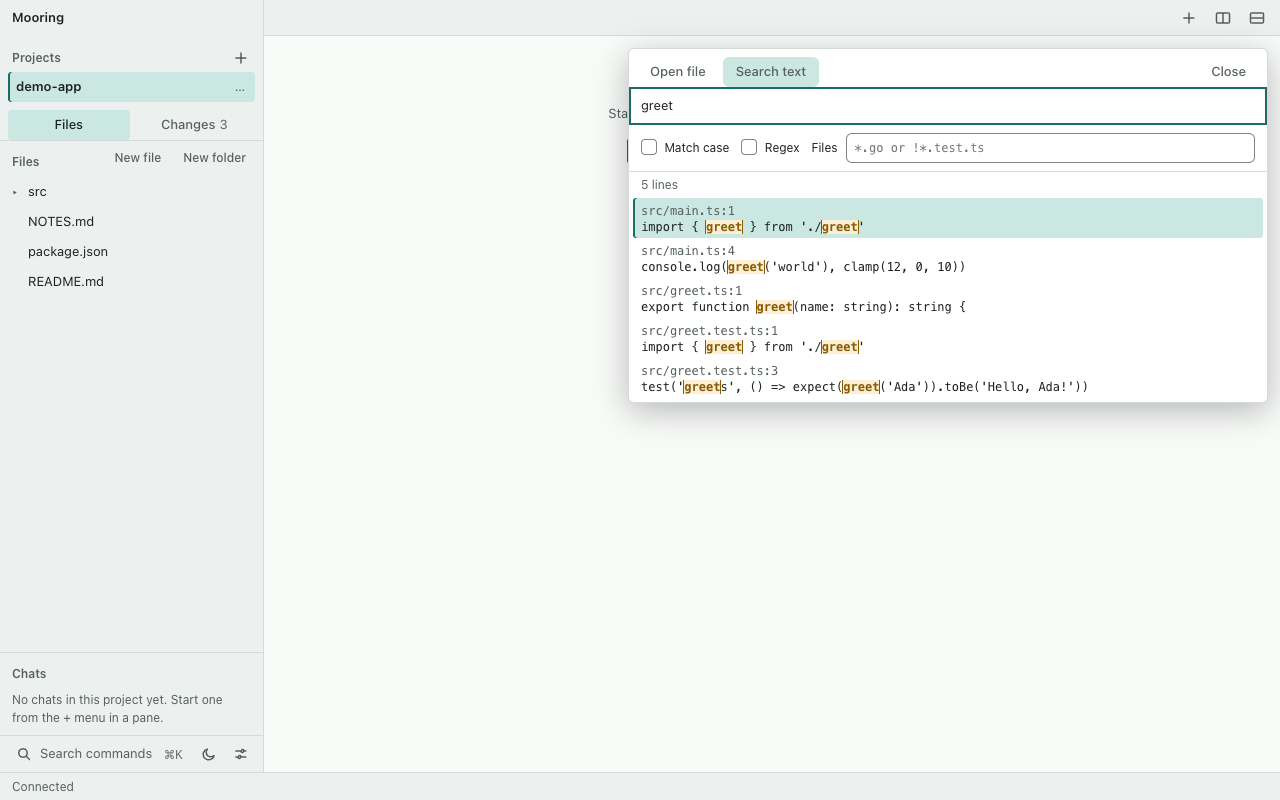 Mooring
Projects
demo-app
...
Files
Changes 3
Files
New file
New folder
src
NOTES.md
package.json
README.md
Chats
No chats in this project yet. Start one
from the + menu in a pane.
Search commands ⌘K
Connected
Open file
Search text
Close
greet
Match case
Regex
Files
*.go or !*.test.ts
5 lines
src/main.ts:1
import { greet } from './greet'
src/main.ts:4
console.log(greet('world'), clamp(12, 0, 10))
src/greet.ts:1
export function greet(name: string): string {
src/greet.test.ts:1
import { greet } from './greet'
src/greet.test.ts:3
test('greets', () => expect(greet('Ada')).toBe('Hello, Ada!'))